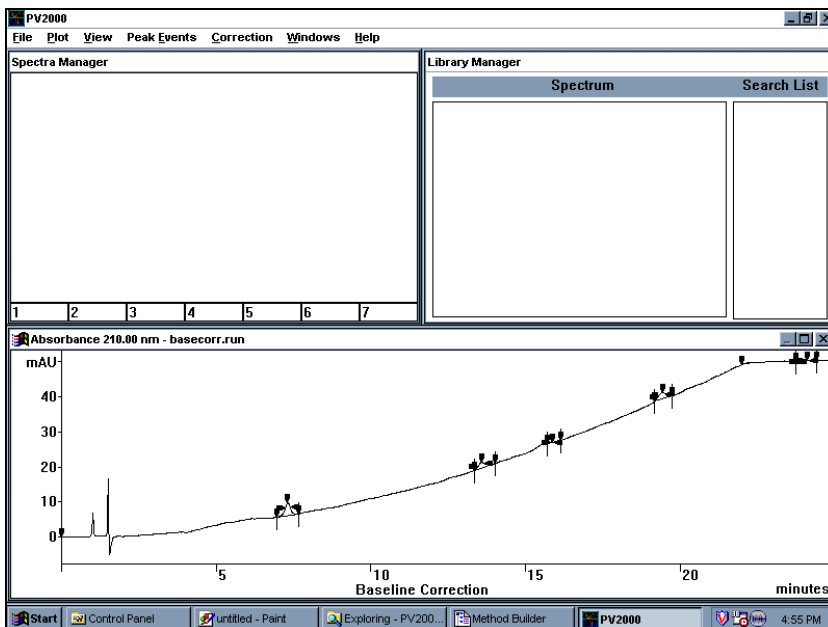 PV2000
File Plot View Peak Events Correction Windows Help
Spectra Manager
1 2 3 4 5 6 7
Library Manager
Spectrum Search List
Absorbance 210.00 nm - basecorr.run
mAU
40
30
20
10
0
5 10 15 20
Baseline Correction minutes
Start Control Panel untitled - Paint Exploring - PV200... Method Builder PV2000 4:55 PM